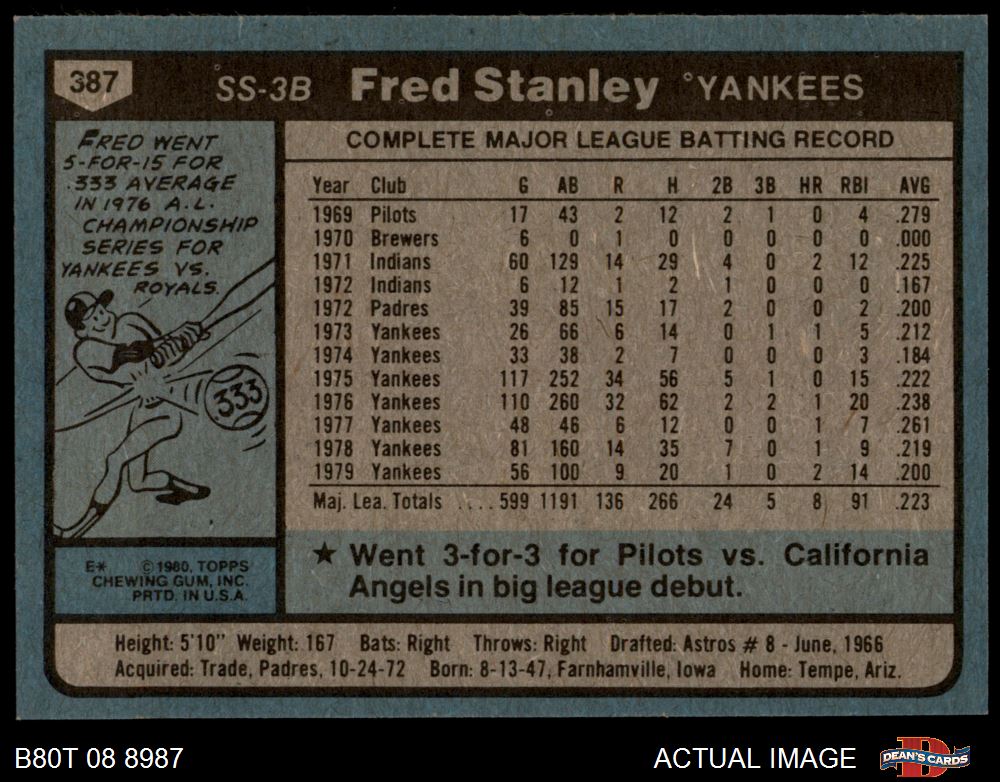 387 SS-3B Fred Stanley YANKEES
FRED WENT
5-FOR-15 FOR
.333 AVERAGE
IN 1976 A.L.
CHAMPIONSHIP
SERIES FOR
YANKEES VS.
ROYALS.
333
E* © 1980, TOPPS
CHEWING GUM, INC.
PRTD. IN U.S.A.
COMPLETE MAJOR LEAGUE BATTING RECORD
Year Club G AB R H 2B 3B HR RBI AVG
1969 Pilots 17 43 2 12 2 1 0 4 .279
1970 Brewers 6 0 1 0 0 0 0 0 .000
1971 Indians 60 129 14 29 4 0 2 12 .225
1972 Indians 6 12 1 2 1 0 0 0 .167
1972 Padres 39 85 15 17 2 0 0 2 .200
1973 Yankees 26 66 6 14 0 1 1 5 .212
1974 Yankees 33 38 2 7 0 0 0 3 .184
1975 Yankees 117 252 34 56 5 1 0 15 .222
1976 Yankees 110 260 32 62 2 2 1 20 .238
1977 Yankees 48 46 6 12 0 0 1 7 .261
1978 Yankees 81 160 14 35 7 0 1 9 .219
1979 Yankees 56 100 9 20 1 0 2 14 .200
Maj. Lea. Totals .... 599 1191 136 266 24 5 8 91 .223
★ Went 3-for-3 for Pilots vs. California
Angels in big league debut.
Height: 5'10" Weight: 167 Bats: Right Throws: Right Drafted: Astros # 8 - June, 1966
Acquired: Trade, Padres, 10-24-72 Born: 8-13-47, Farnhamville, Iowa Home: Tempe, Ariz.
B80T 08 8987 ACTUAL IMAGE DEAN'S CARDS